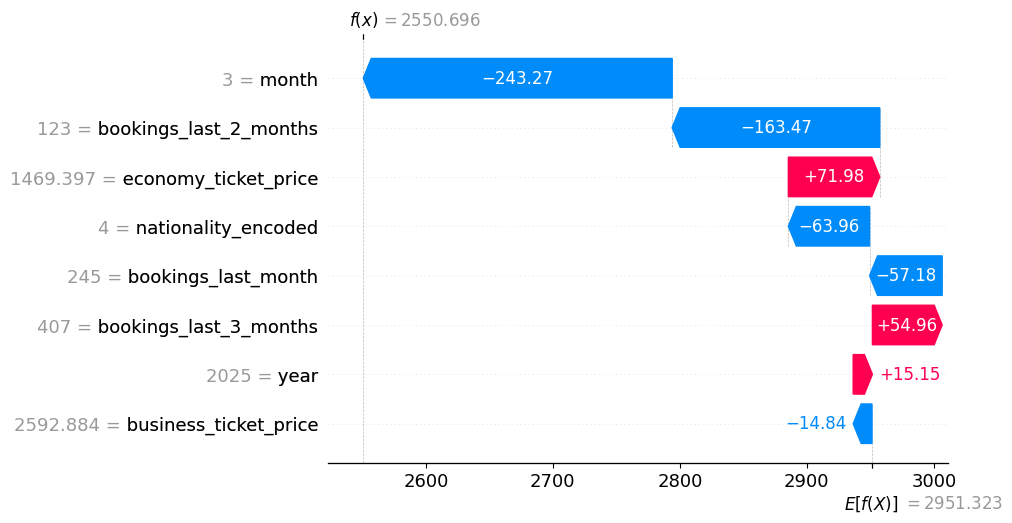 f(x) = 2550.696
3 = month
−243.27
123 = bookings_last_2_months
−163.47
1469.397 = economy_ticket_price
+71.98
4 = nationality_encoded
−63.96
245 = bookings_last_month
−57.18
407 = bookings_last_3_months
+54.96
2025 = year
+15.15
2592.884 = business_ticket_price
−14.84
2600 2700 2800 2900 3000
E[f(X)] = 2951.323